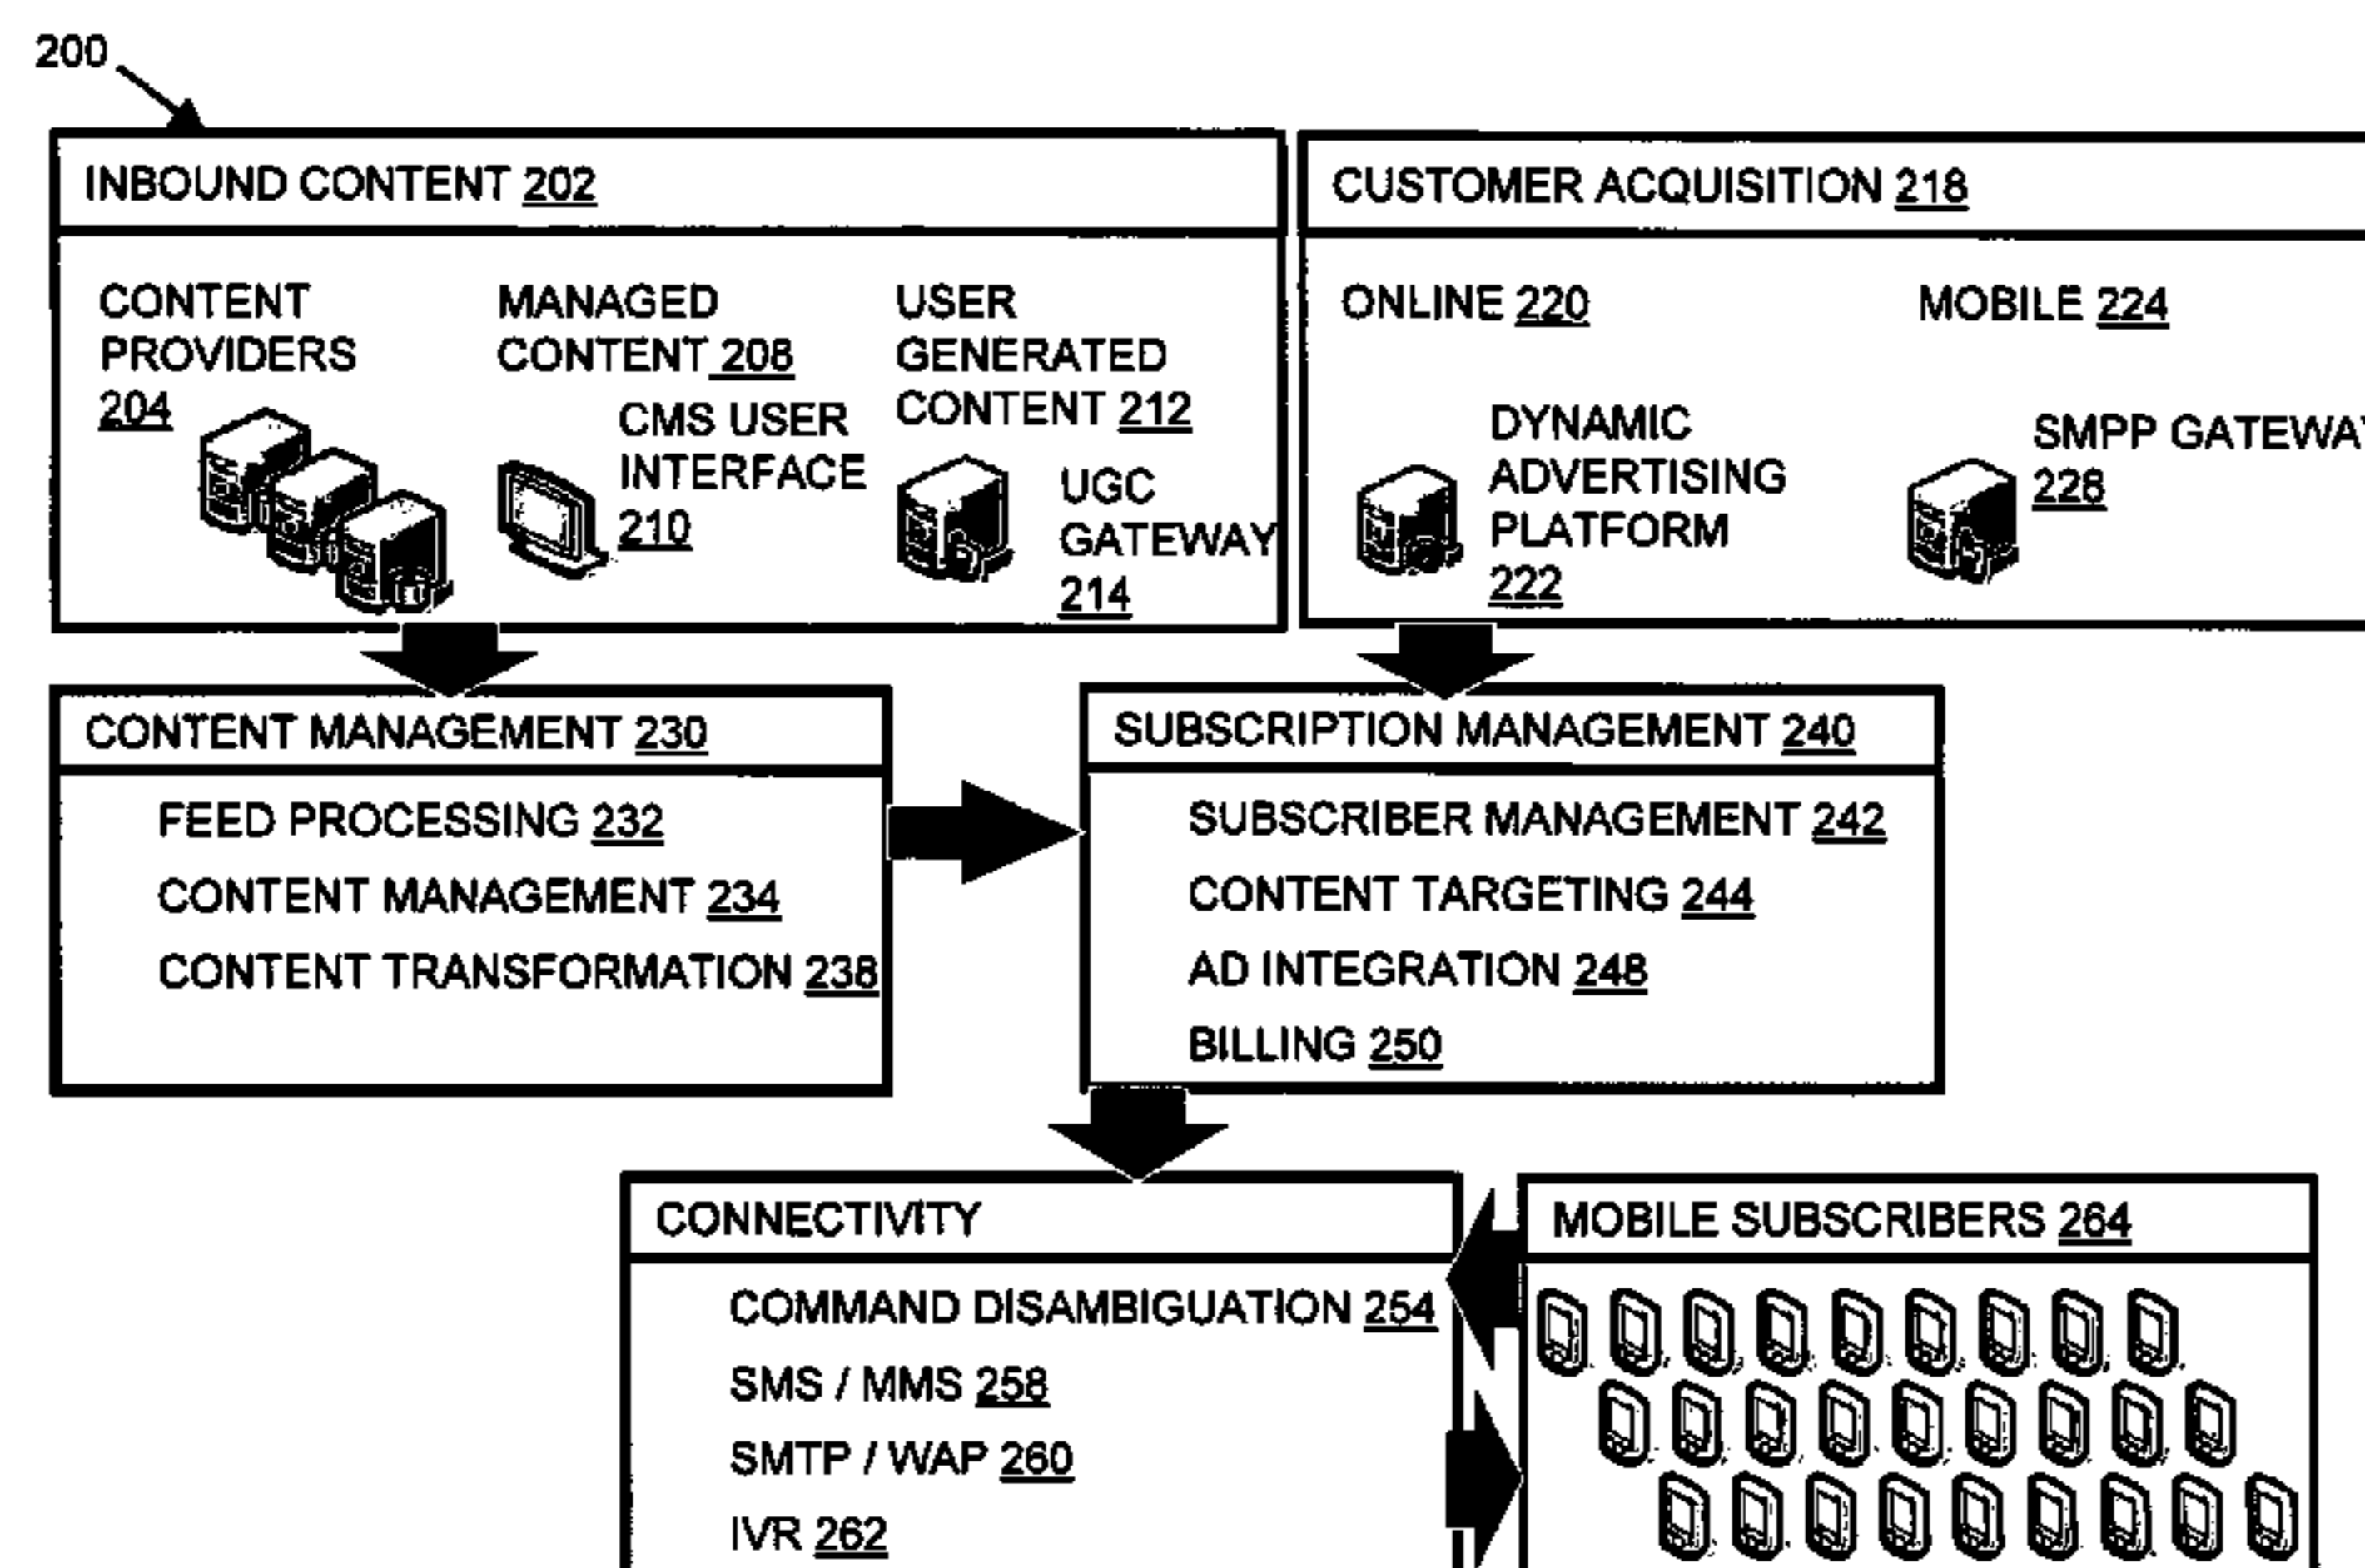 200
INBOUND CONTENT 202
CONTENT
PROVIDERS
204
MANAGED
CONTENT 208
CMS USER
INTERFACE
210
USER
GENERATED
CONTENT 212
UGC
GATEWAY
214
CUSTOMER ACQUISITION 218
ONLINE 220
DYNAMIC
ADVERTISING
PLATFORM
222
MOBILE 224
SMPP GATEWAY
228
CONTENT MANAGEMENT 230
FEED PROCESSING 232
CONTENT MANAGEMENT 234
CONTENT TRANSFORMATION 238
SUBSCRIPTION MANAGEMENT 240
SUBSCRIBER MANAGEMENT 242
CONTENT TARGETING 244
AD INTEGRATION 248
BILLING 250
CONNECTIVITY
COMMAND DISAMBIGUATION 254
SMS / MMS 258
SMTP / WAP 260
IVR 262
MOBILE SUBSCRIBERS 264